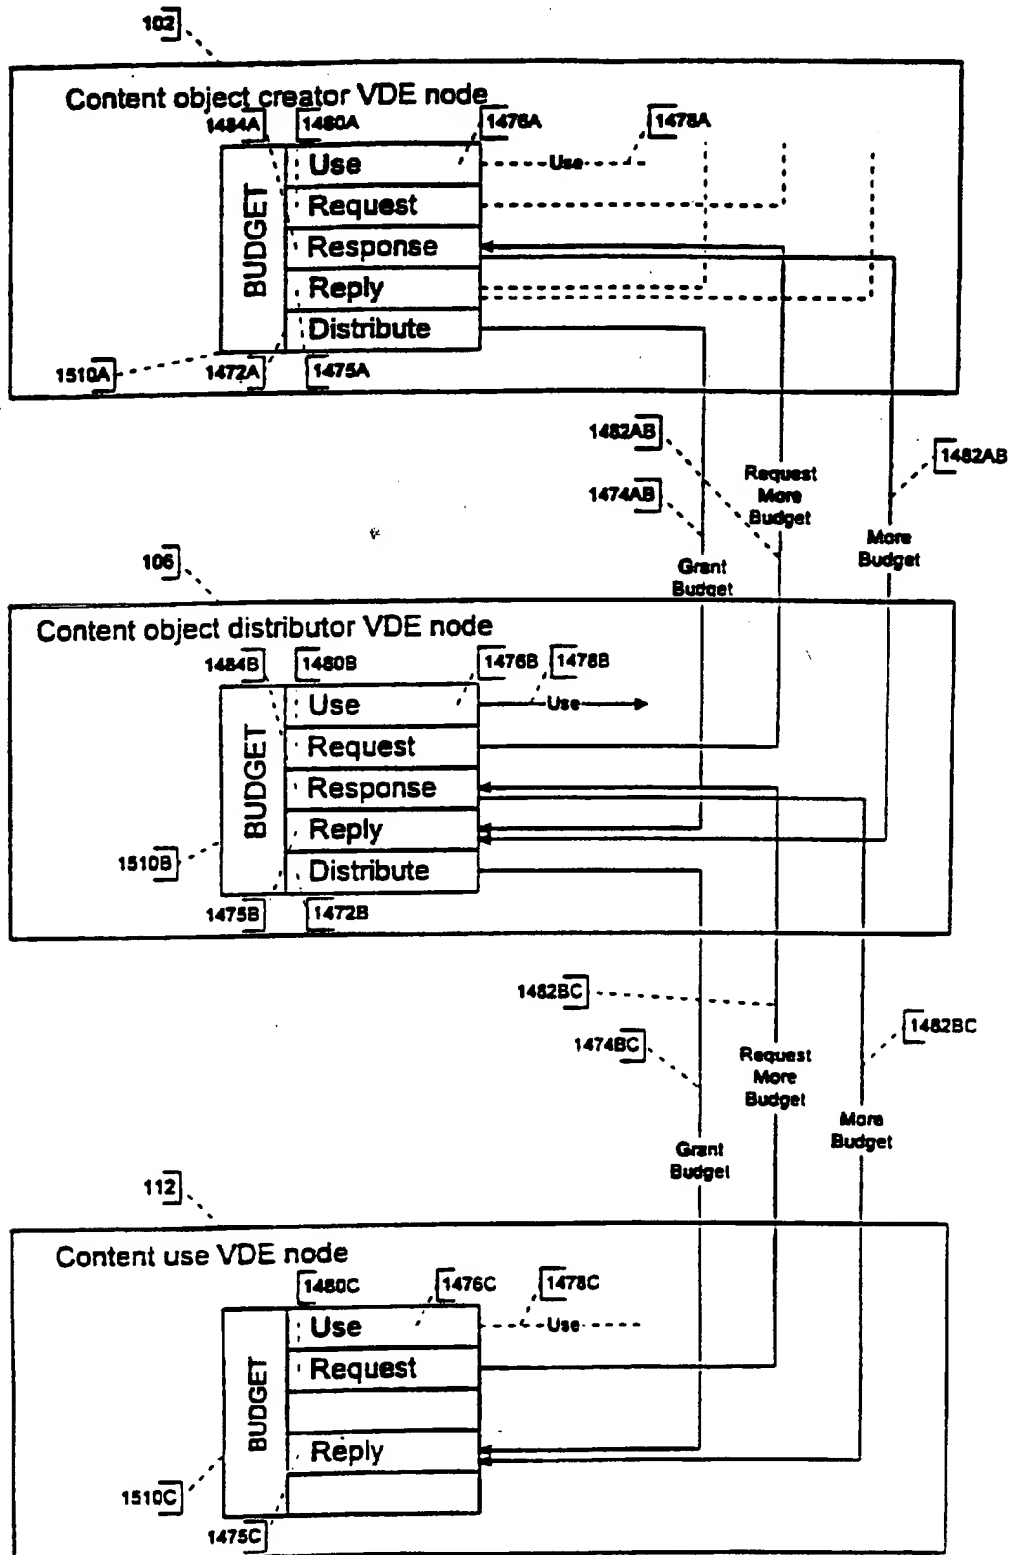 102
Content object creator VDE node
1484A
1480A
1476A
1478A
BUDGET
Use
Use
Request
Response
Reply
Distribute
1510A
1472A
1475A
1482AB
1474AB
1482AB
Request
More
Budget
More
Budget
Grant
Budget
106
Content object distributor VDE node
1484B
1480B
1476B
1478B
BUDGET
Use
Use
Request
Response
Reply
Distribute
1510B
1475B
1472B
1482BC
1474BC
1482BC
Request
More
Budget
More
Budget
Grant
Budget
112
Content use VDE node
1480C
1476C
1478C
BUDGET
Use
Use
Request
Reply
1510C
1475C